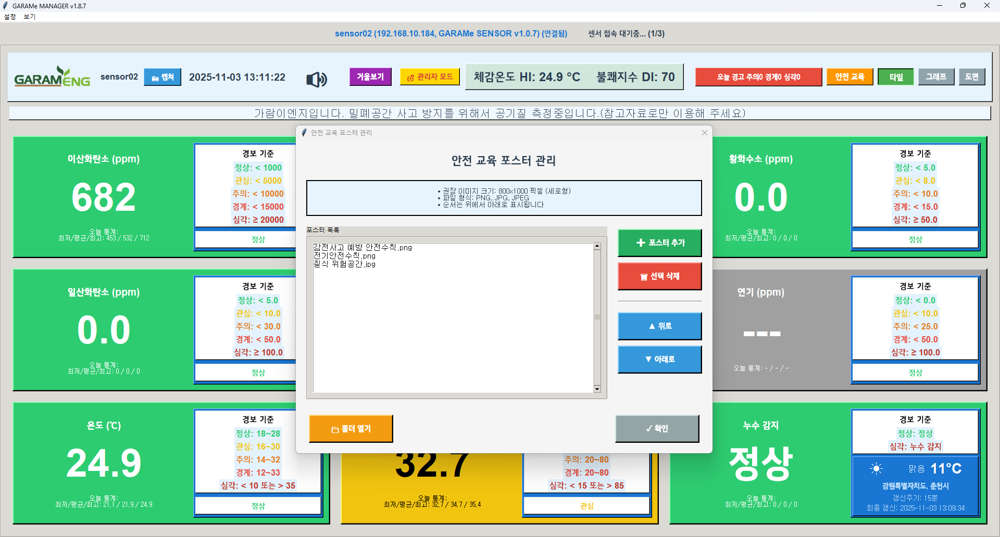 GARAMe MANAGER v1.8.7
설정 보기
sensor02 (192.168.10.184, GARAMe SENSOR v1.0.7) (연결됨) 센서 접속 대기중... (1/3)
GARAMENG sensor02 캡처 2025-11-03 13:11:22 거울보기 관리자 모드 체감온도 HI: 24.9 °C 불쾌지수 DI: 70 오늘 경고 주의0 경계0 심각0 안전 교육 타일 그래프 도면
가람이엔지입니다. 밀폐공간 사고 방지를 위해서 공기질 측정중입니다.(참고자료로만 이용해 주세요)
이산화탄소 (ppm)
682
오늘 통계:
최저/평균/최고: 453 / 532 / 712
경보 기준
정상: < 1000
관심: < 5000
주의: < 10000
경계: < 15000
심각: ≥ 20000
정상
황화수소 (ppm)
0.0
오늘 통계:
최저/평균/최고: 0 / 0 / 0
경보 기준
정상: < 5.0
관심: < 8.0
주의: < 10.0
경계: < 15.0
심각: ≥ 50.0
정상
일산화탄소 (ppm)
0.0
오늘 통계:
최저/평균/최고: 0 / 0 / 0
경보 기준
정상: < 5.0
관심: < 10.0
주의: < 30.0
경계: < 50.0
심각: ≥ 100.0
정상
연기 (ppm)
---
오늘 통계: - / - / -
경보 기준
정상: < 0.0
관심: < 10.0
주의: < 25.0
경계: < 50.0
심각: ≥ 100.0
정상
온도 (℃)
24.9
오늘 통계:
최저/평균/최고: 21.1 / 21.9 / 24.9
경보 기준
정상: 18~28
관심: 16~30
주의: 14~32
경계: 12~33
심각: < 10 또는 > 35
정상
32.7
오늘 통계:
최저/평균/최고: 32.7 / 34.7 / 35.4
주의: 20~80
경계: 20~80
심각: < 15 또는 > 85
관심
누수 감지
정상
오늘 통계:
최저/평균/최고: 0 / 0 / 0
경보 기준
정상: 정상
심각: 누수 감지
맑음 11°C
강원특별자치도, 춘천시
갱신주기: 15분
최종 갱신: 2025-11-03 13:09:34
안전 교육 포스터 관리
안전 교육 포스터 관리
• 권장 이미지 크기: 800x1000 픽셀 (세로형)
• 파일 형식: PNG, JPG, JPEG
• 순서는 위에서 아래로 표시됩니다
포스터 목록
감전사고 예방 안전수칙.png
전기안전수칙.png
질식 위험공간.jpg
➕ 포스터 추가
선택 삭제
▲ 위로
▼ 아래로
폴더 열기
✓ 확인